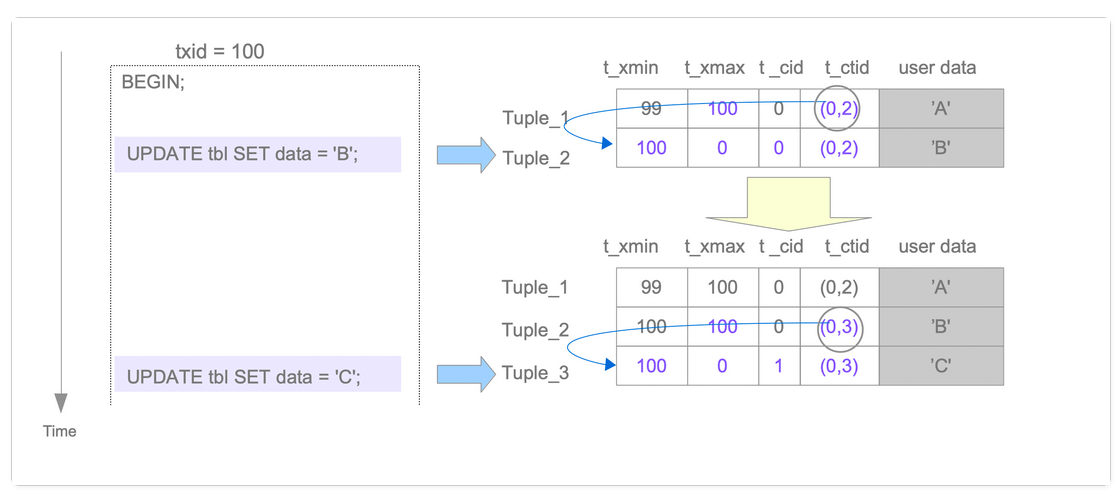 txid = 100
BEGIN;
UPDATE tbl SET data = 'B';
UPDATE tbl SET data = 'C';
Time
t_xmin t_xmax t _cid t_ctid user data
Tuple_1 99 100 0 (0,2) 'A'
Tuple_2 100 0 0 (0,2) 'B'
t_xmin t_xmax t _cid t_ctid user data
Tuple_1 99 100 0 (0,2) 'A'
Tuple_2 100 100 0 (0,3) 'B'
Tuple_3 100 0 1 (0,3) 'C'